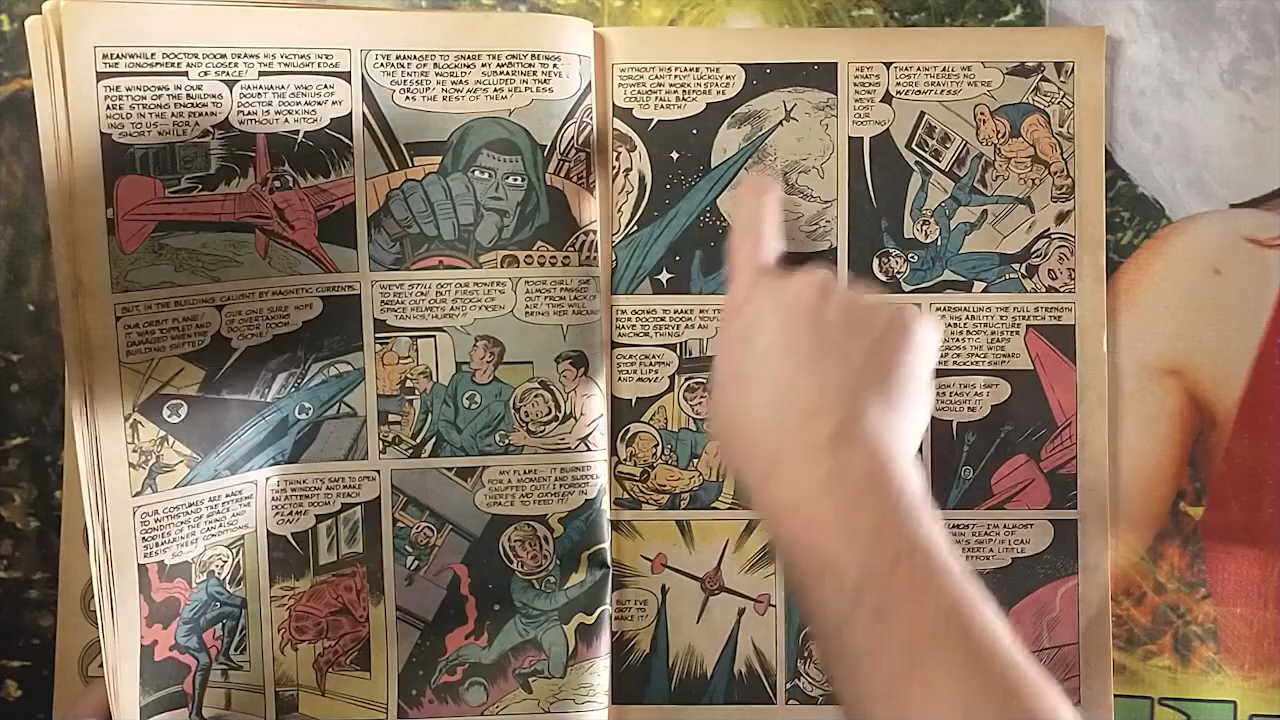 MEANWHILE DOCTOR DOOM DRAWS HIS VICTIMS INTO
THE IONOSPHERE AND CLOSER TO THE TWILIGHT EDGE
OF SPACE!
THE WINDOWS IN OUR
PORTION OF THE BUILDING
ARE STRONG ENOUGH TO
HOLD IN THE AIR REMAIN-
ING TO US— FOR A
SHORT WHILE!
HAHAHAHA! WHO CAN
DOUBT THE GENIUS OF
DOCTOR DOOM NOW? MY
PLAN IS WORKING
WITHOUT A HITCH!
I'VE MANAGED TO SNARE THE ONLY BEINGS
CAPABLE OF BLOCKING MY AMBITION TO
THE ENTIRE WORLD! SUBMARINER
GUESSED HE WAS INCLUDED IN THAT
GROUP! NOW HE'S AS HELPLESS
AS THE REST OF THEM!
BUT, IN THE BUILDING CAUGHT BY MAGNETIC CURRENTS..
OUR ORBIT PLANE!
IT WAS TOPPLED AND
DAMAGED WHEN THE
BUILDING SHIFTED!
OUR ONE SURE HOPE
OF OVERTAKING
DOCTOR DOOM...
GONE!
WE'VE STILL GOT OUR POWERS
TO RELY ON! BUT FIRST, LET'S
BREAK OUT OUR STOCK OF
SPACE HELMETS AND OXYGEN
TANKS! HURRY!
POOR GIRL! SHE
ALMOST PASSED
OUT FROM LACK OF
AIR! THIS WILL
BRING HER AROUND
OUR COSTUMES ARE MADE
TO WITHSTAND THE EXTREME
CONDITIONS OF SPACE... THE
BODIES OF THE THING, AND
SUBMARINER CAN ALSO
RESIST THESE CONDITIONS..
SO....
I THINK IT'S SAFE TO OPEN
THIS WINDOW AND MAKE
AN ATTEMPT TO REACH
DOCTOR DOOM!
FLAME
ON!
MY FLAME— IT BURNED
FOR A MOMENT AND
SNUFFED OUT! I FORGOT...
THERE'S NO OXYGEN IN
SPACE TO FEED IT!
WITHOUT HIS FLAME, THE
TORCH CAN'T FLY! LUCKILY MY
POWER CAN WORK IN SPACE!
I CAUGHT HIM BEFORE HE
COULD FALL BACK
TO EARTH!
HEY!
WHAT'S
WRONG
NOW?
WE'VE
LOST
OUR
FOOTING!
THAT AIN'T ALL WE
LOST! THERE'S NO
MORE GRAVITY! WE'RE
WEIGHTLESS!
I'M GOING TO MAKE MY
FOR DOCTOR DOOM! YOU'LL
HAVE TO SERVE AS AN
ANCHOR, THING!
OKAY, OKAY!
STOP FLAPPIN'
YOUR LIPS
AND MOVE!
MARSHALLING THE FULL STRENGTH
OF HIS ABILITY TO STRETCH THE
STRUCTURE
HIS BODY, MISTER
LEAPS
THE WIDE
OF SPACE TOWARD
ROCKET SHIP!
THIS ISN'T
AS EASY AS I
THOUGHT IT
WOULD BE!
BUT I'VE
GOT TO
MAKE IT!
I'M ALMOST
REACH OF
SHIP! IF I CAN
EXERT A LITTLE
EFFORT...